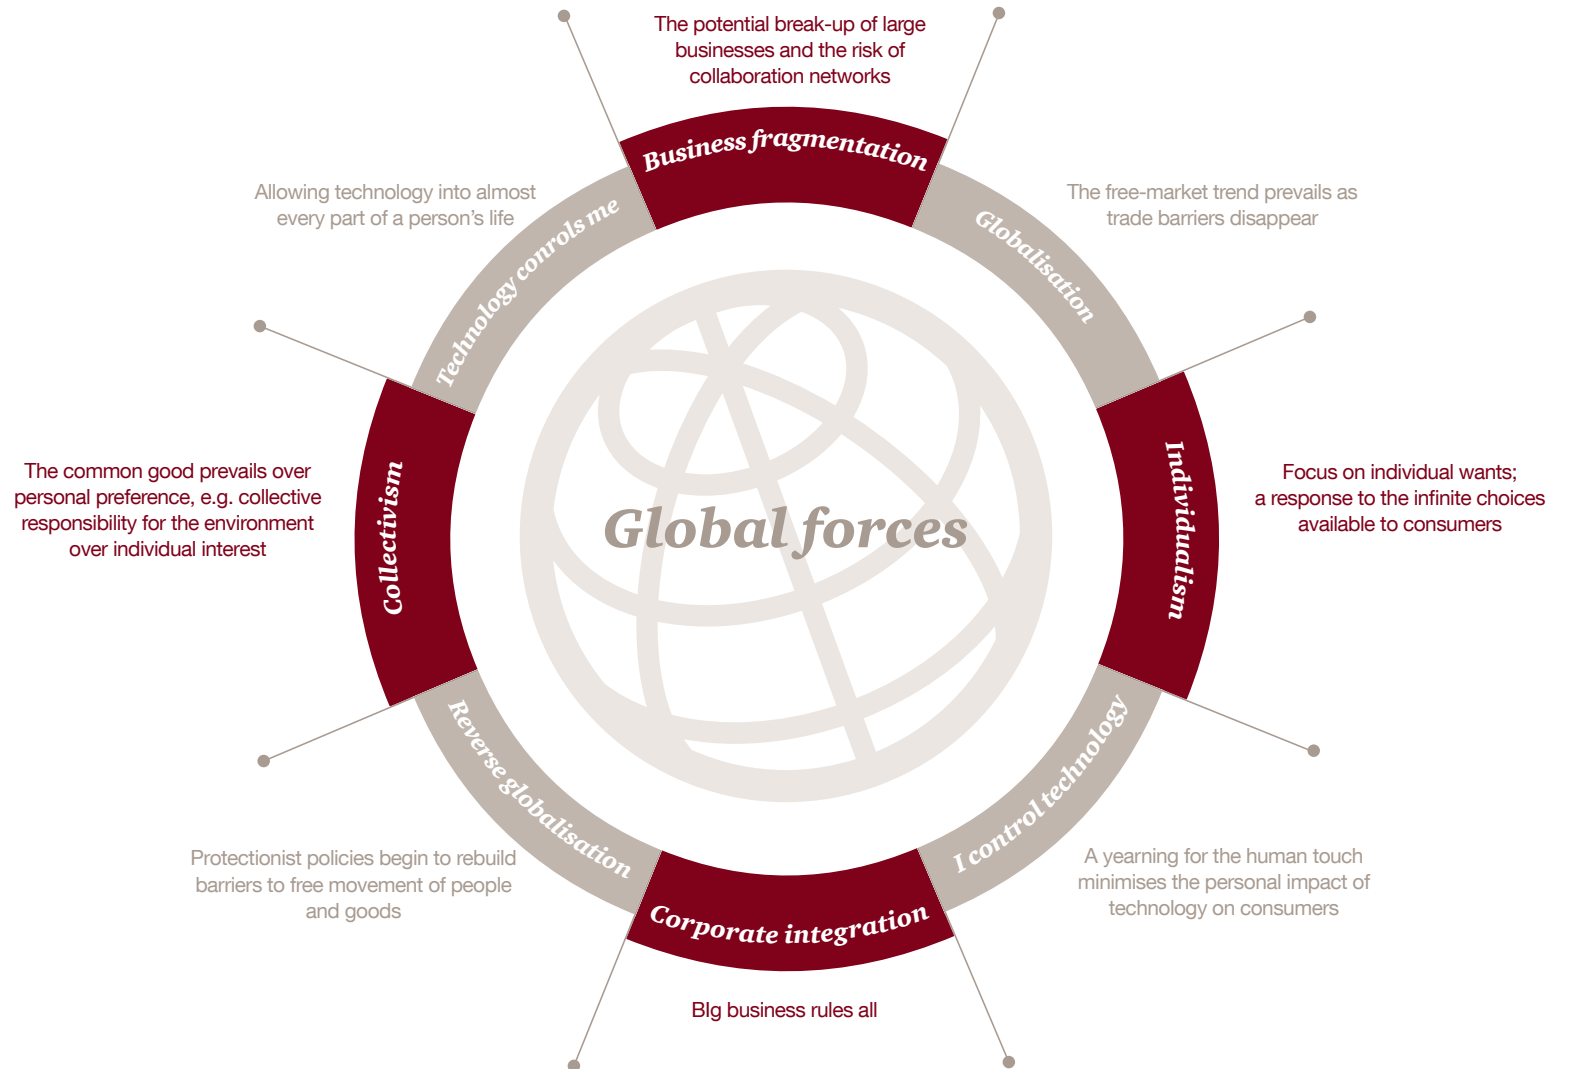 The potential break-up of large
businesses and the risk of
collaboration networks
Business fragmentation
Allowing technology into almost
every part of a person's life
Technology conrols me
The free-market trend prevails as
trade barriers disappear
Globalisation
The common good prevails over
personal preference, e.g. collective
responsibility for the environment
over individual interest
Collectivism
Global forces
Individualism
Focus on individual wants;
a response to the infinite choices
available to consumers
Reverse globalisation
Protectionist policies begin to rebuild
barriers to free movement of people
and goods
I control technology
A yearning for the human touch
minimises the personal impact of
technology on consumers
Corporate integration
BIg business rules all